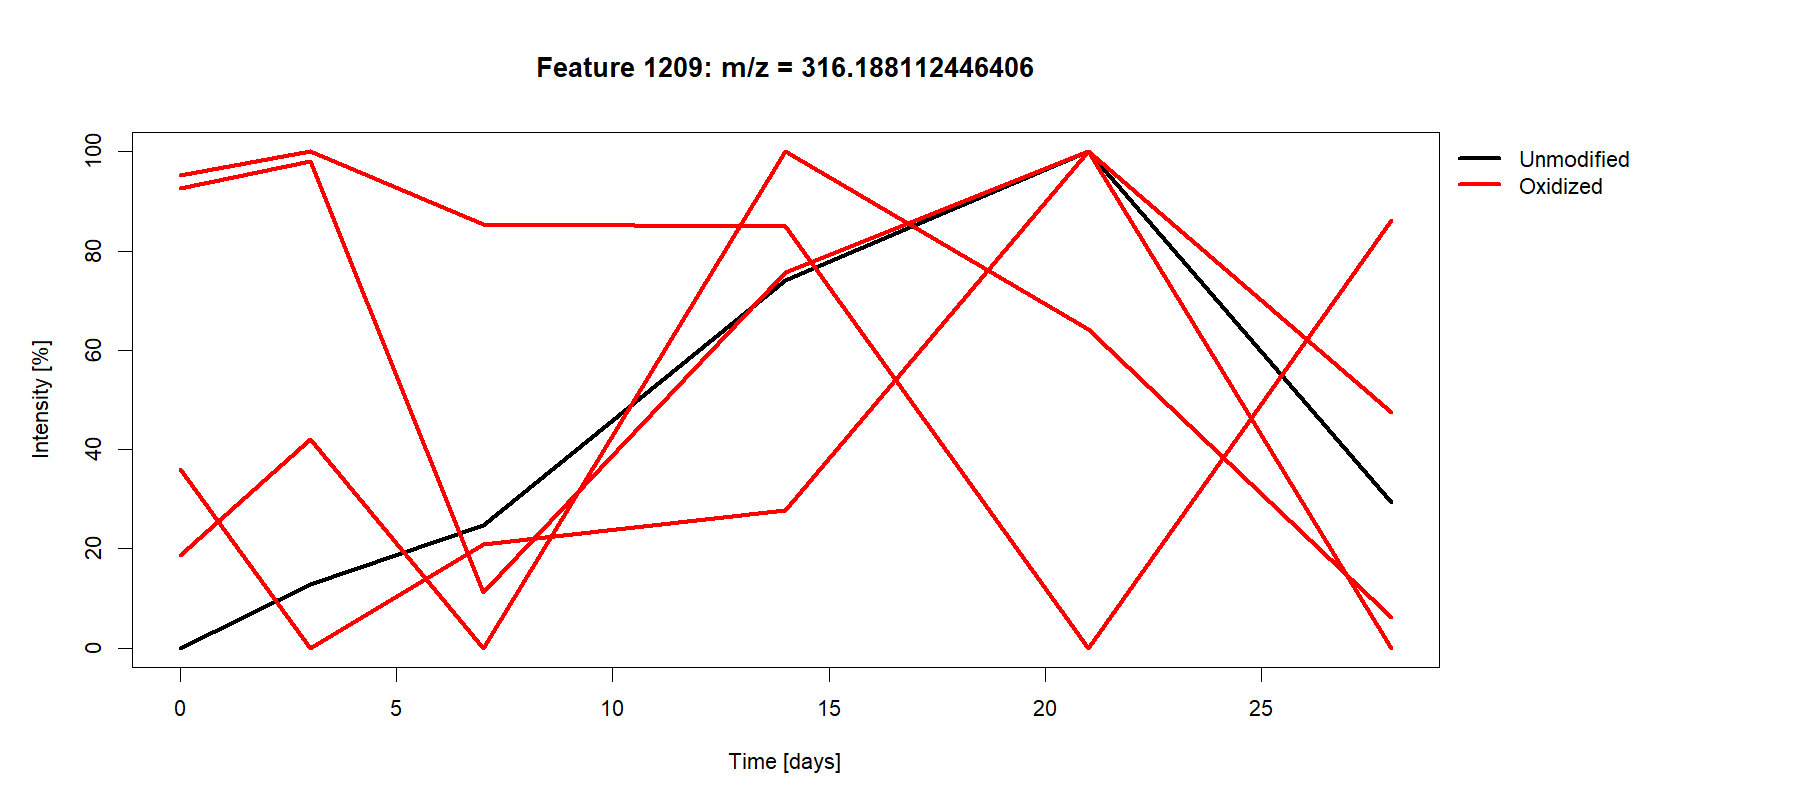 Feature 1209: m/z = 316.188112446406
Unmodified
Oxidized
Intensity [%]
100
80
60
40
20
0
0 5 10 15 20 25
Time [days]